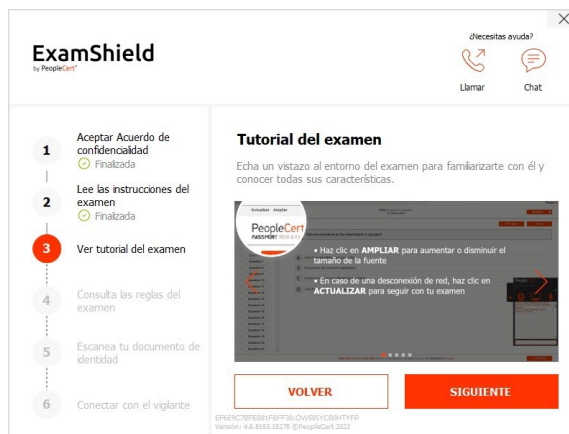 ExamShield
by PeopleCert
¿Necesitas ayuda?
Llamar
Chat
1
Aceptar Acuerdo de
confidencialidad
Finalizada
2
Lee las instrucciones del
examen
Finalizada
3
Ver tutorial del examen
4
Consulta las reglas del
examen
5
Escanea tu documento de
identidad
6
Conectar con el vigilante
Tutorial del examen
Echa un vistazo al entorno del examen para familiarizarte con él y
conocer todas sus características.
Actualizar Ampliar
PeopleCert
PASSPORT
• Haz clic en AMPLIAR para aumentar o disminuir el
tamaño de la fuente
• En caso de una desconexión de red, haz clic en
ACTUALIZAR para seguir con tu examen
A
B
C
D
VOLVER
SIGUIENTE
Versión: 4.6.8193.18278 ©PeopleCert 2022